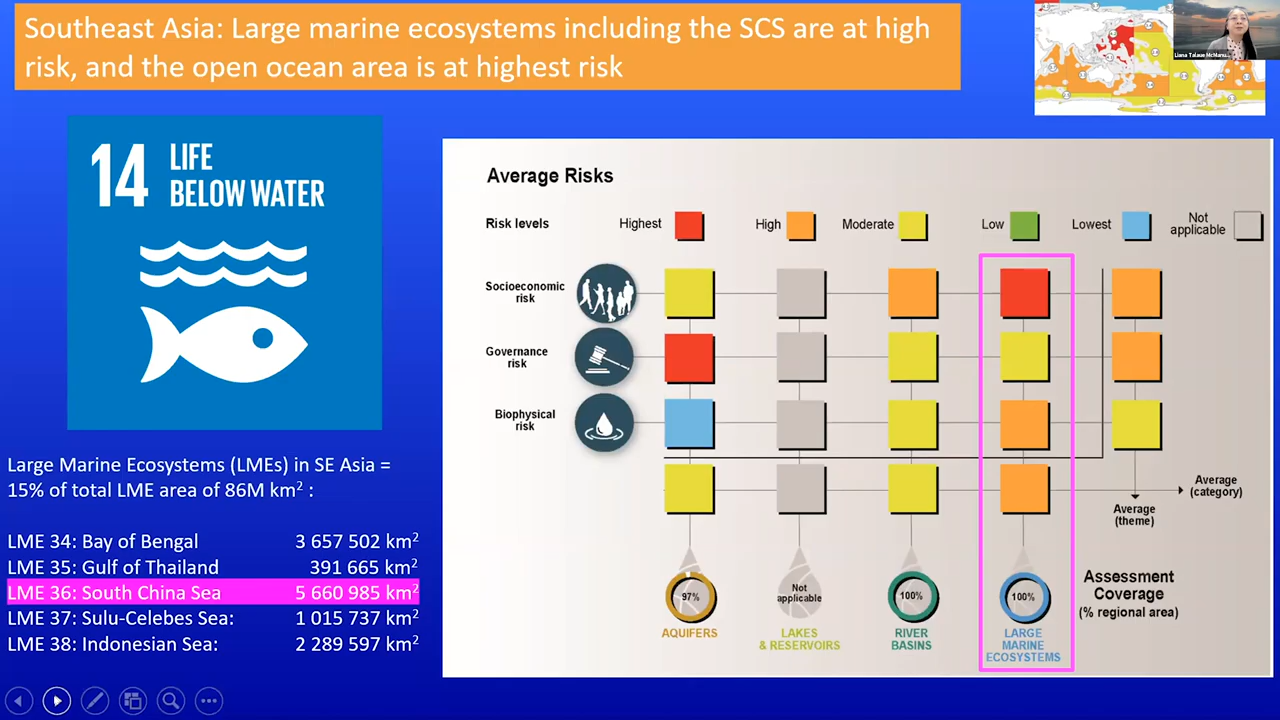 Southeast Asia: Large marine ecosystems including the SCS are at high
risk, and the open ocean area is at highest risk
14 LIFE
BELOW WATER
Large Marine Ecosystems (LMEs) in SE Asia =
15% of total LME area of 86M km² :
LME 34: Bay of Bengal 3 657 502 km²
LME 35: Gulf of Thailand 391 665 km²
LME 36: South China Sea 5 660 985 km²
LME 37: Sulu-Celebes Sea: 1 015 737 km²
LME 38: Indonesian Sea: 2 289 597 km²
Average Risks
Risk levels Highest High Moderate Low Lowest Not
applicable
Socioeconomic
risk
Governance
risk
Biophysical
risk
Average
(category)
Average
(theme)
97%
Not
applicable
100%
100%
Assessment
Coverage
(% regional area)
AQUIFERS
LAKES
& RESERVOIRS
RIVER
BASINS
LARGE
MARINE
ECOSYSTEMS
Liana Talaue McManu...